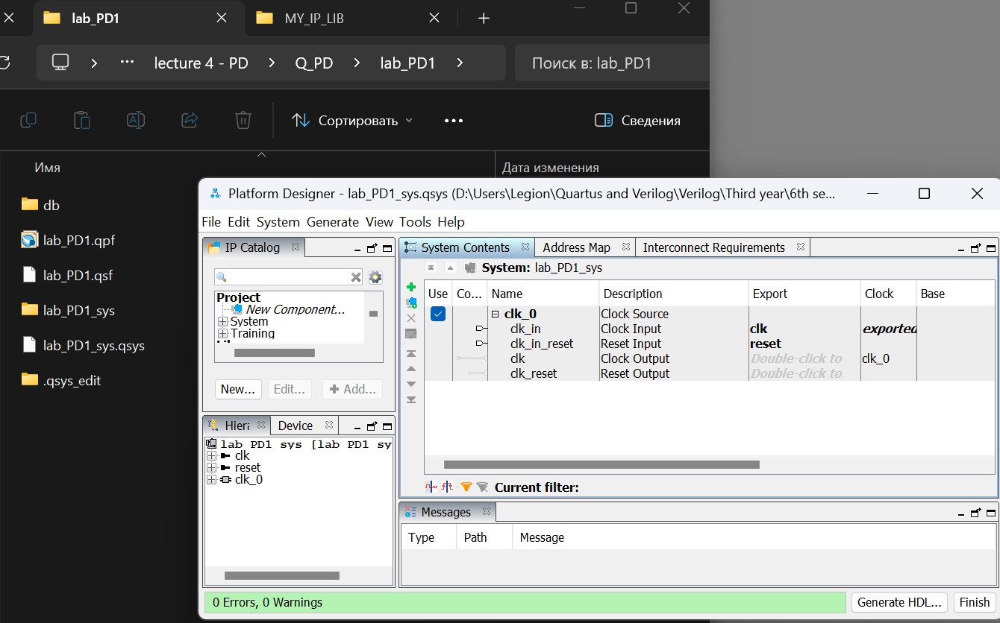 lab_PD1
MY_IP_LIB
lecture 4 - PD
Q_PD
lab_PD1
Поиск в: lab_PD1
Сортировать
Сведения
Имя
Дата изменения
db
lab_PD1.qpf
lab_PD1.qsf
lab_PD1_sys
lab_PD1_sys.qsys
.qsys_edit
Platform Designer - lab_PD1_sys.qsys (D:\Users\Legion\Quartus and Verilog\Verilog\Third year\6th se...
File Edit System Generate View Tools Help
IP Catalog
Project
New Component...
System
Training
New... Edit... Add...
Hiera Device
lab PD1 sys [lab PD1 sy
clk
reset
clk_0
System Contents Address Map Interconnect Requirements
System: lab_PD1_sys
Use Co... Name Description Export Clock Base
clk_0 Clock Source
clk_in Clock Input clk exported
clk_in_reset Reset Input reset
clk Clock Output Double-click to clk_0
clk_reset Reset Output Double-click to
Current filter:
Messages
Type Path Message
0 Errors, 0 Warnings
Generate HDL... Finish